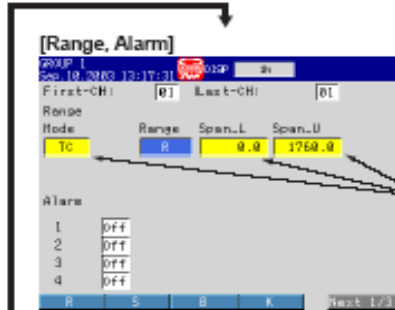 [Range, Alarm]
GROUP 1
Sep.10.2003 13:17:31 DISP 1h
First-CH: 01 Last-CH: 01
Range
Mode Range Span_L Span_U
TC R 0.0 1760.0
Alarm
1 Off
2 Off
3 Off
4 Off
R S B K Next 1/3